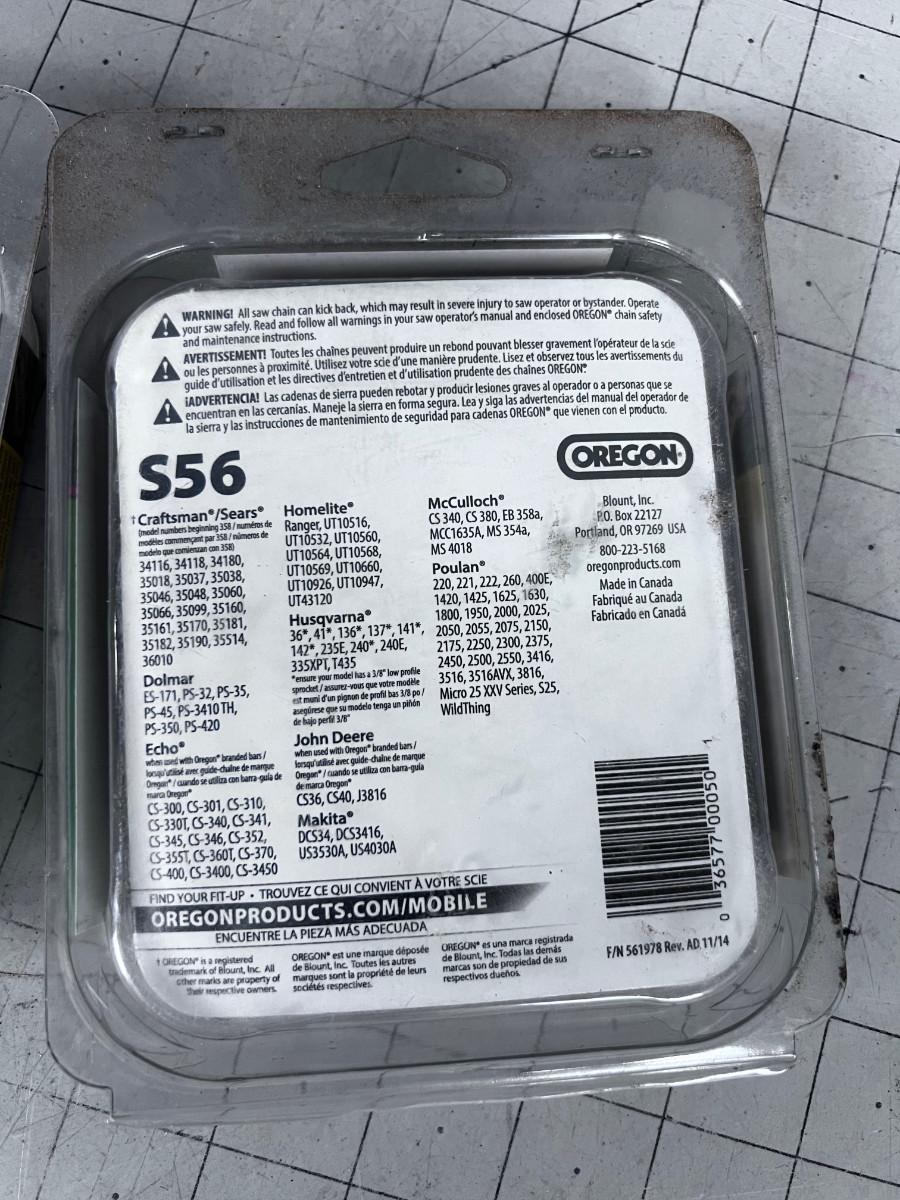 WARNING! All saw chain can kick back, which may result in severe injury to saw operator or bystander. Operate
your saw safely. Read and follow all warnings in your saw operator's manual and enclosed OREGON® chain safety
and maintenance instructions.
AVERTISSEMENT! Toutes les chaînes peuvent produire un rebond pouvant blesser gravement l'opérateur de la scie
ou les personnes à proximité. Utilisez votre scie d'une manière prudente. Lisez et observez tous les avertissements du
guide d'utilisation et les directives d'entretien et d'utilisation prudente des chaînes OREGON®.
¡ADVERTENCIA! Las cadenas de sierra pueden rebotar y producir lesiones graves al operador o a personas que se
encuentran en las cercanías. Maneje la sierra en forma segura. Lea y siga las advertencias del manual del operador de
la sierra y las instrucciones de mantenimiento de seguridad para cadenas OREGON® que vienen con el producto.
S56
†Craftsman®/Sears®
(model numbers beginning 358 / numéros de
modèles commençant par 358 / números de
modelo que comienzan con 358)
34116, 34118, 34180,
35018, 35037, 35038,
35046, 35048, 35060,
35066, 35099, 35160,
35161, 35170, 35181,
35182, 35190, 35514,
36010
Dolmar
ES-171, PS-32, PS-35,
PS-45, PS-3410 TH,
PS-350, PS-420
Echo®
when used with Oregon® branded bars /
lorsqu'utilisé avec guide-chaîne de marque
Oregon® / cuando se utiliza con barra-guía de
marca Oregon®
CS-300, CS-301, CS-310,
CS-330T, CS-340, CS-341,
CS-345, CS-346, CS-352,
CS-355T, CS-360T, CS-370,
CS-400, CS-3400, CS-3450
Homelite®
Ranger, UT10516,
UT10532, UT10560,
UT10564, UT10568,
UT10569, UT10660,
UT10926, UT10947,
UT43120
Husqvarna®
36*, 41*, 136*, 137*, 141*,
142*, 235E, 240*, 240E,
335XPT, T435
*ensure your model has a 3/8" low profile
sprocket / assurez-vous que votre modèle
est muni d'un pignon de profil bas 3/8 po /
asegúrese que su modelo tenga un piñón
de bajo perfil 3/8"
John Deere
when used with Oregon® branded bars /
lorsqu'utilisé avec guide-chaîne de marque
Oregon® / cuando se utiliza con barra-guía
de marca Oregon®
CS36, CS40, J3816
Makita®
DCS34, DCS3416,
US3530A, US4030A
McCulloch®
CS 340, CS 380, EB 358a,
MCC1635A, MS 354a,
MS 4018
Poulan®
220, 221, 222, 260, 400E,
1420, 1425, 1625, 1630,
1800, 1950, 2000, 2025,
2050, 2055, 2075, 2150,
2175, 2250, 2300, 2375,
2450, 2500, 2550, 3416,
3516, 3516AVX, 3816,
Micro 25 XXV Series, S25,
WildThing
OREGON®
Blount, Inc.
P.O. Box 22127
Portland, OR 97269 USA
800-223-5168
oregonproducts.com
Made in Canada
Fabriqué au Canada
Fabricado en Canadá
0 36577 00050 1
F/N 561978 Rev. AD 11/14
FIND YOUR FIT-UP • TROUVEZ CE QUI CONVIENT À VOTRE SCIE
OREGONPRODUCTS.COM/MOBILE
ENCUENTRE LA PIEZA MÁS ADECUADA
† OREGON® is a registered
trademark of Blount, Inc. All
other marks are property of
their respective owners.
OREGON® est une marque déposée
de Blount, Inc. Toutes les autres
marques sont la propriété de leurs
sociétés respectives.
OREGON® es una marca registrada
de Blount, Inc. Todas las demás
marcas son de propiedad de sus
respectivos dueños.